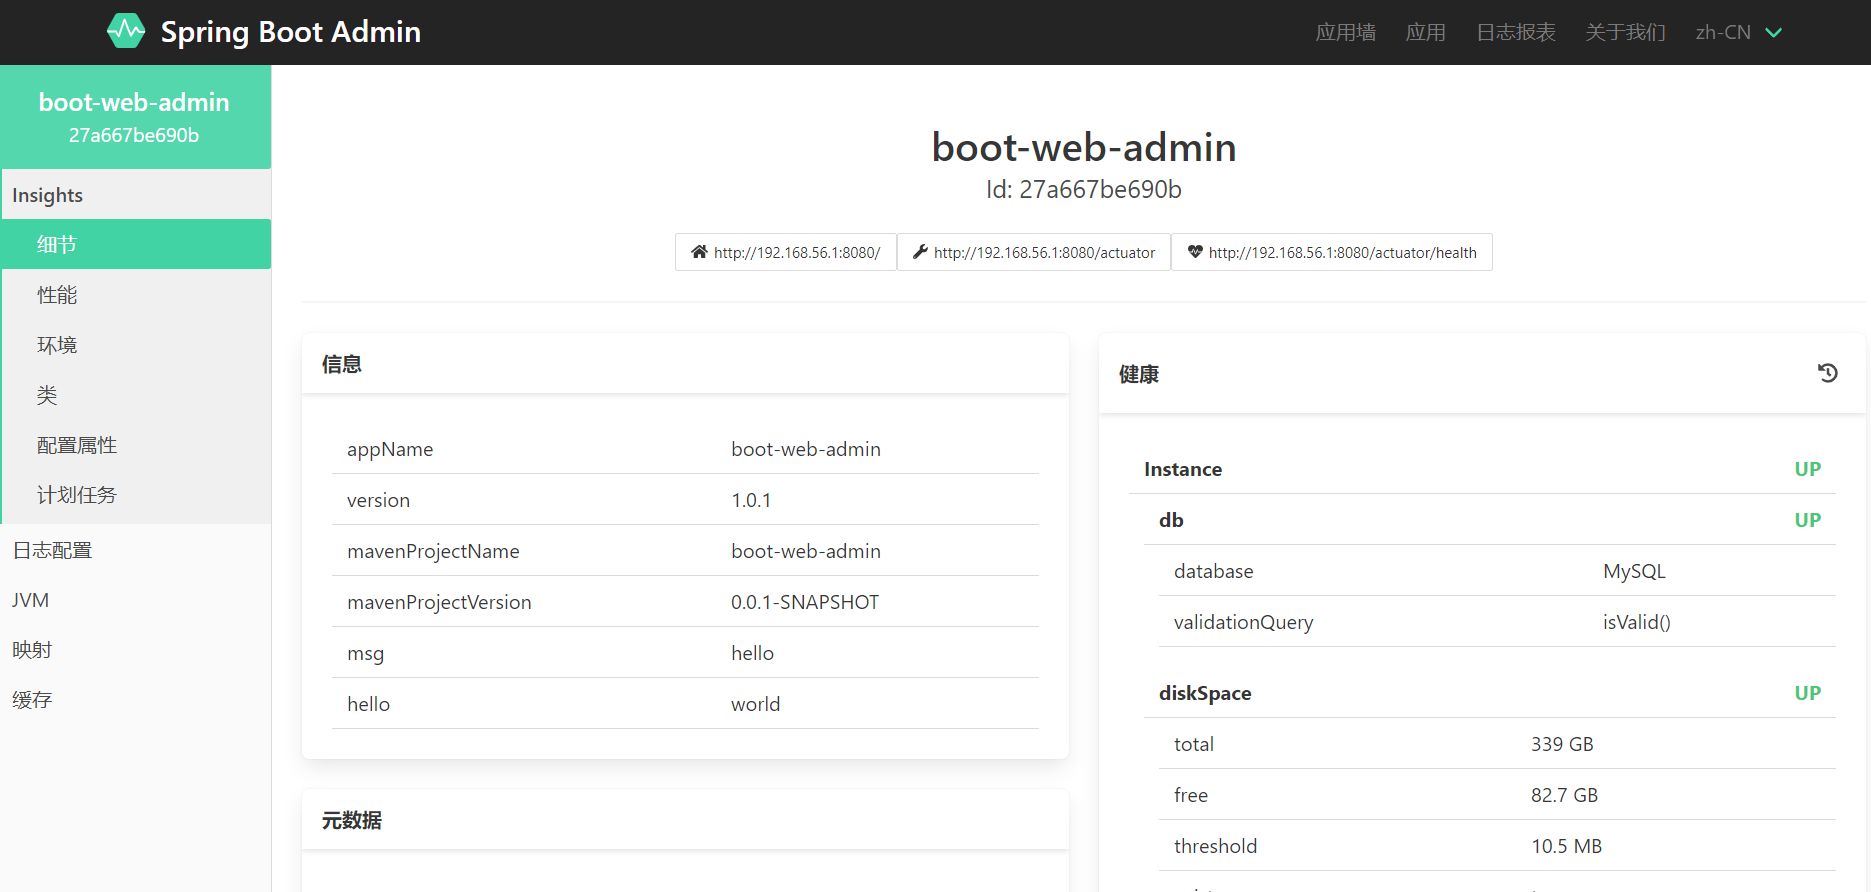 Spring Boot Admin
应用墙 应用 日志报表 关于我们 zh-CN
boot-web-admin
27a667be690b
Insights
细节
性能
环境
类
配置属性
计划任务
日志配置
JVM
映射
缓存
boot-web-admin
Id: 27a667be690b
http://192.168.56.1:8080/ http://192.168.56.1:8080/actuator http://192.168.56.1:8080/actuator/health
信息
appName boot-web-admin
version 1.0.1
mavenProjectName boot-web-admin
mavenProjectVersion 0.0.1-SNAPSHOT
msg hello
hello world
元数据
健康
Instance UP
db UP
database MySQL
validationQuery isValid()
diskSpace UP
total 339 GB
free 82.7 GB
threshold 10.5 MB